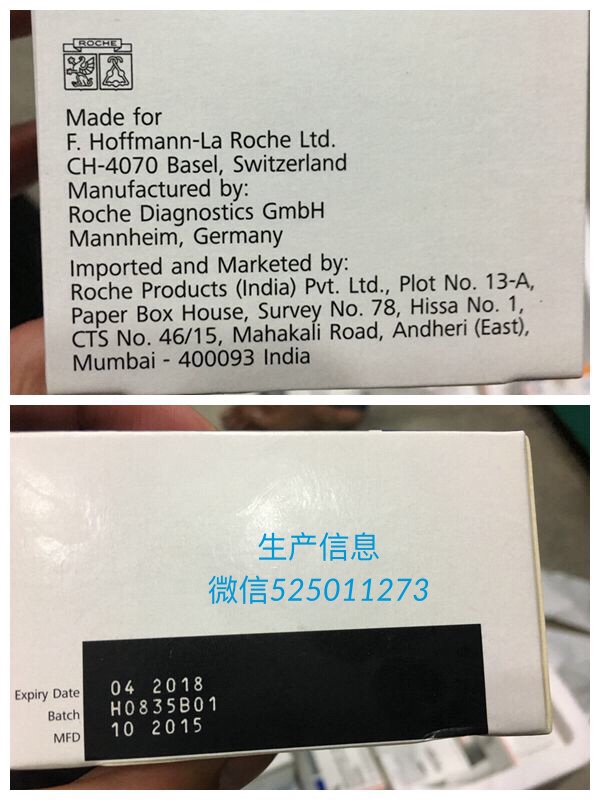 ROCHE
Made for
F. Hoffmann-La Roche Ltd.
CH-4070 Basel, Switzerland
Manufactured by:
Roche Diagnostics GmbH
Mannheim, Germany
Imported and Marketed by:
Roche Products (India) Pvt. Ltd., Plot No. 13-A,
Paper Box House, Survey No. 78, Hissa No. 1,
CTS No. 46/15, Mahakali Road, Andheri (East),
Mumbai - 400093 India
生产信息
微信525011273
Expiry Date 04 2018
Batch H0835B01
MFD 10 2015